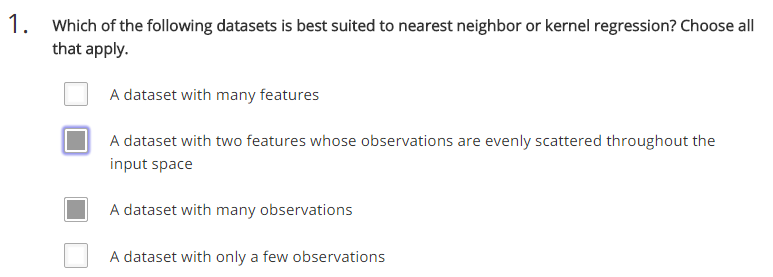 1. Which of the following datasets is best suited to nearest neighbor or kernel regression? Choose all
that apply.
A dataset with many features
A dataset with two features whose observations are evenly scattered throughout the
input space
A dataset with many observations
A dataset with only a few observations